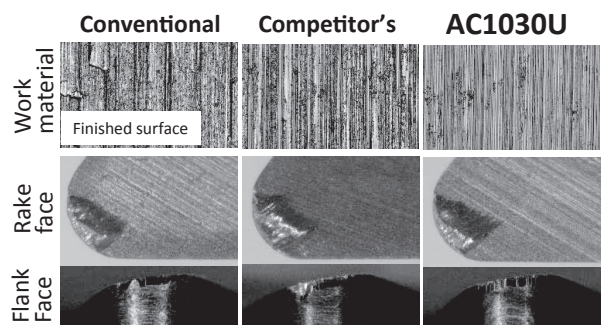 Conventional
Competitor’s
AC1030U
Work
material
Finished surface
Rake
face
Flank
Face